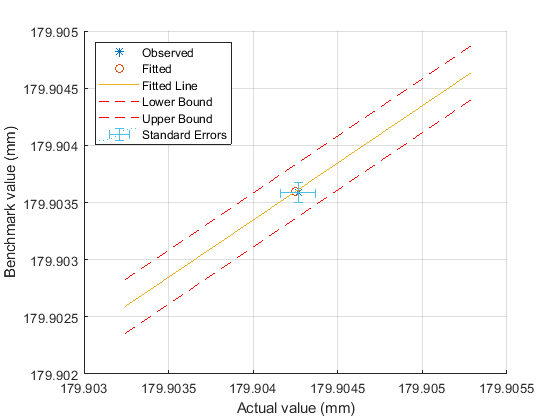 179.905
179.9045
179.904
179.9035
179.903
179.9025
179.902
Benchmark value (mm)
Observed
Fitted
Fitted Line
Lower Bound
Upper Bound
Standard Errors
179.903 179.9035 179.904 179.9045 179.905 179.9055
Actual value (mm)